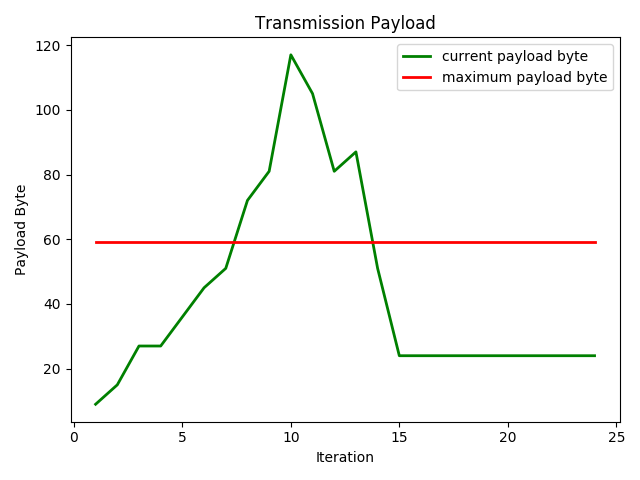 Transmission Payload
current payload byte
maximum payload byte
120
100
80
60
40
20
Payload Byte
0 5 10 15 20 25
Iteration